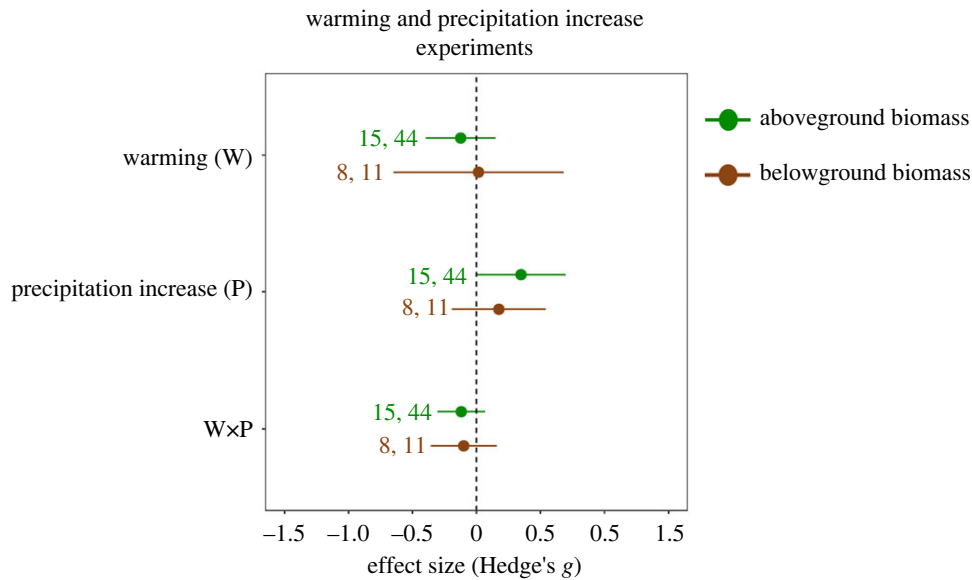 warming and precipitation increase
experiments
aboveground biomass
belowground biomass
15, 44
warming (W)
8, 11
15, 44
precipitation increase (P)
8, 11
15, 44
W×P
8, 11
–1.5 –1.0 –0.5 0 0.5 0.5 1.5
effect size (Hedge's g)